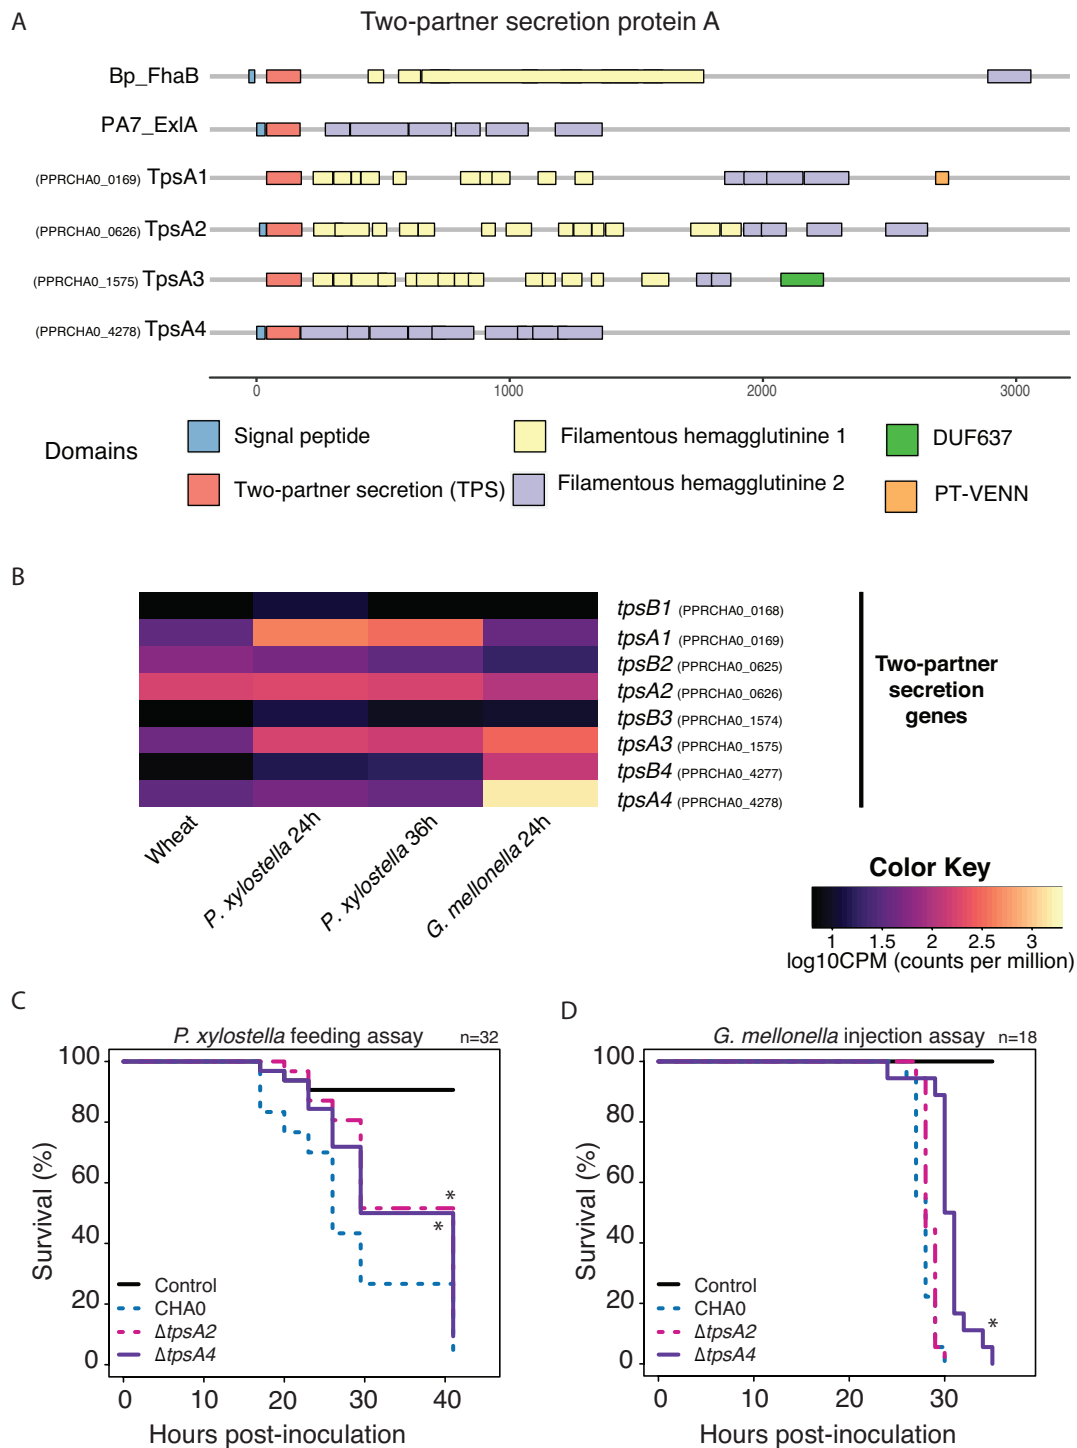 A
Two-partner secretion protein A
Bp_FhaB
PA7_ExlA
(PPRCHA0_0169) TpsA1
(PPRCHA0_0626) TpsA2
(PPRCHA0_1575) TpsA3
(PPRCHA0_4278) TpsA4
0 1000 2000 3000
Domains
Signal peptide
Filamentous hemagglutinine 1
DUF637
Two-partner secretion (TPS)
Filamentous hemagglutinine 2
PT-VENN
B
tpsB1 (PPRCHA0_0168)
tpsA1 (PPRCHA0_0169)
tpsB2 (PPRCHA0_0625)
tpsA2 (PPRCHA0_0626)
tpsB3 (PPRCHA0_1574)
tpsA3 (PPRCHA0_1575)
tpsB4 (PPRCHA0_4277)
tpsA4 (PPRCHA0_4278)
Two-partner
secretion
genes
Wheat
P. xylostella 24h
P. xylostella 36h
G. mellonella 24h
Color Key
1 1.5 2 2.5 3
log10CPM (counts per million)
C
P. xylostella feeding assay n=32
100
80
60
40
20
0
Survival (%)
*
*
Control
CHA0
ΔtpsA2
ΔtpsA4
0 10 20 30 40
Hours post-inoculation
D
G. mellonella injection assay n=18
100
80
60
40
20
0
Survival (%)
*
Control
CHA0
ΔtpsA2
ΔtpsA4
0 10 20 30
Hours post-inoculation